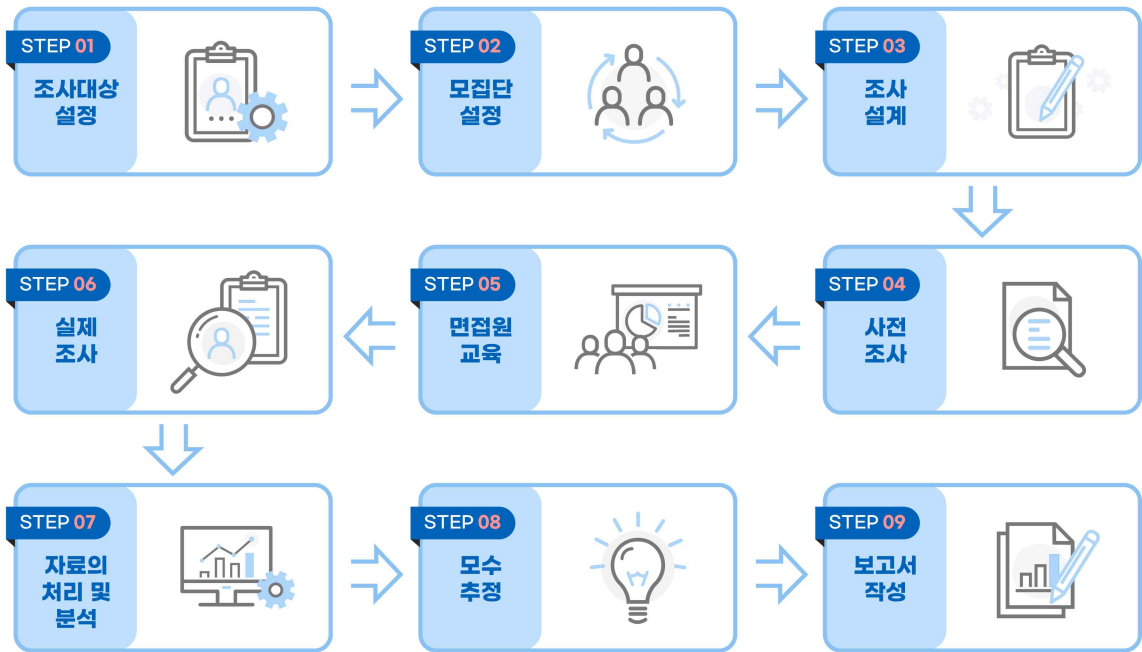 STEP 01
조사대상
설정
STEP 02
모집단
설정
STEP 03
조사
설계
STEP 04
사전
조사
STEP 05
면접원
교육
STEP 06
실제
조사
STEP 07
자료의
처리 및
분석
STEP 08
모수
추정
STEP 09
보고서
작성